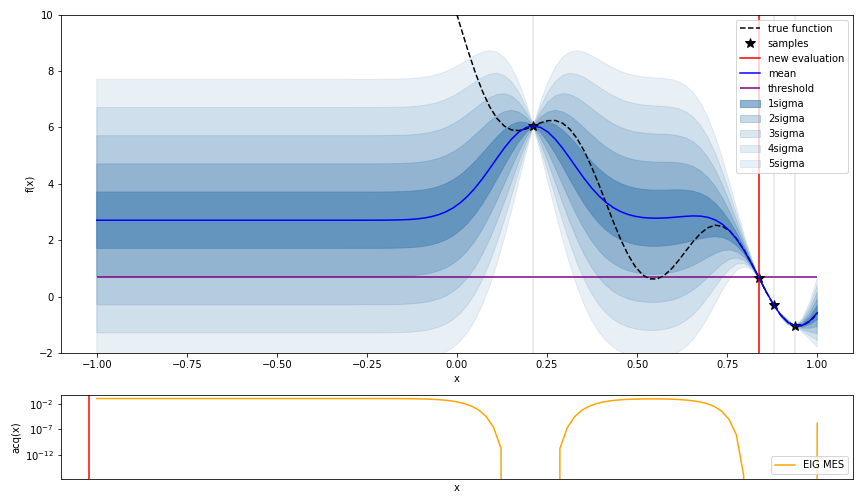 10
8
6
4
2
0
−2
f(x)
true function
samples
new evaluation
mean
threshold
1sigma
2sigma
3sigma
4sigma
5sigma
−1.00 −0.75 −0.50 −0.25 0.00 0.25 0.50 0.75 1.00
x
acq(x)
10−2
10−7
10−12
EIG MES
x